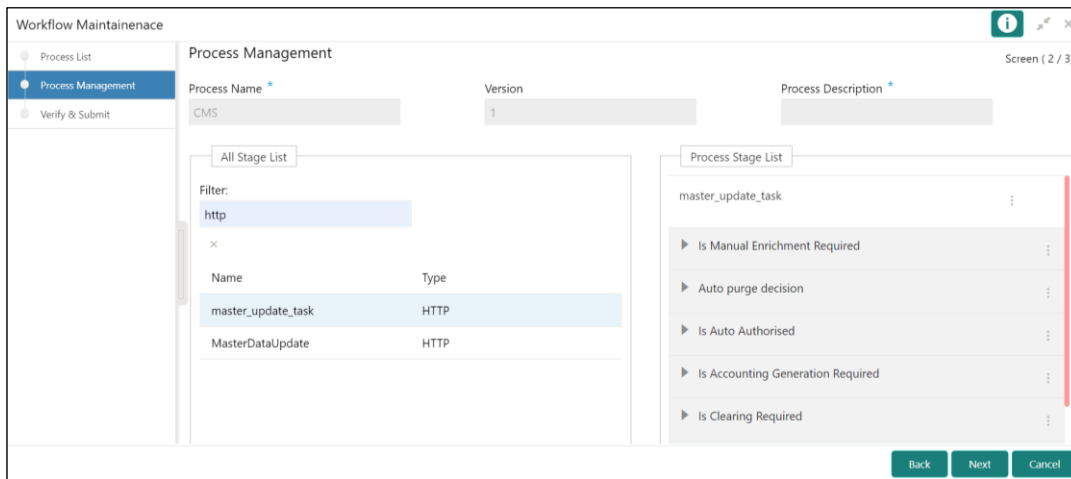 Workflow Maintainenace
Process List
Process Management
Verify & Submit
Process Management
Screen ( 2 / 3)
Process Name *
Version
Process Description *
CMS
1
All Stage List
Filter:
http
Name
Type
master_update_task
HTTP
MasterDataUpdate
HTTP
Process Stage List
master_update_task
Is Manual Enrichment Required
Auto purge decision
Is Auto Authorised
Is Accounting Generation Required
Is Clearing Required
Back
Next
Cancel